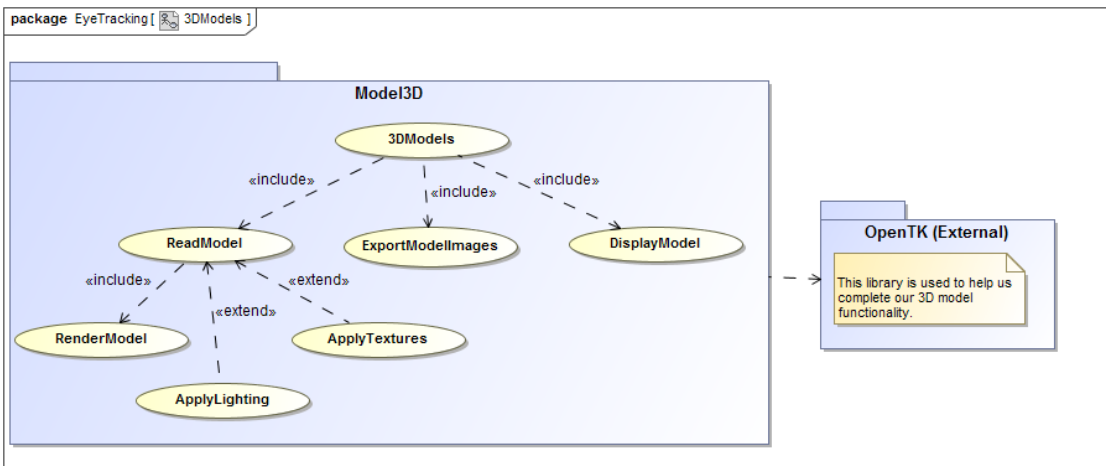 package EyeTracking [ 3DModels ]
Model3D
3DModels
«include»
«include»
«include»
ReadModel
ExportModelImages
DisplayModel
OpenTK (External)
This library is used to help us
complete our 3D model
functionality.
«include»
«extend»
«extend»
RenderModel
ApplyTextures
ApplyLighting